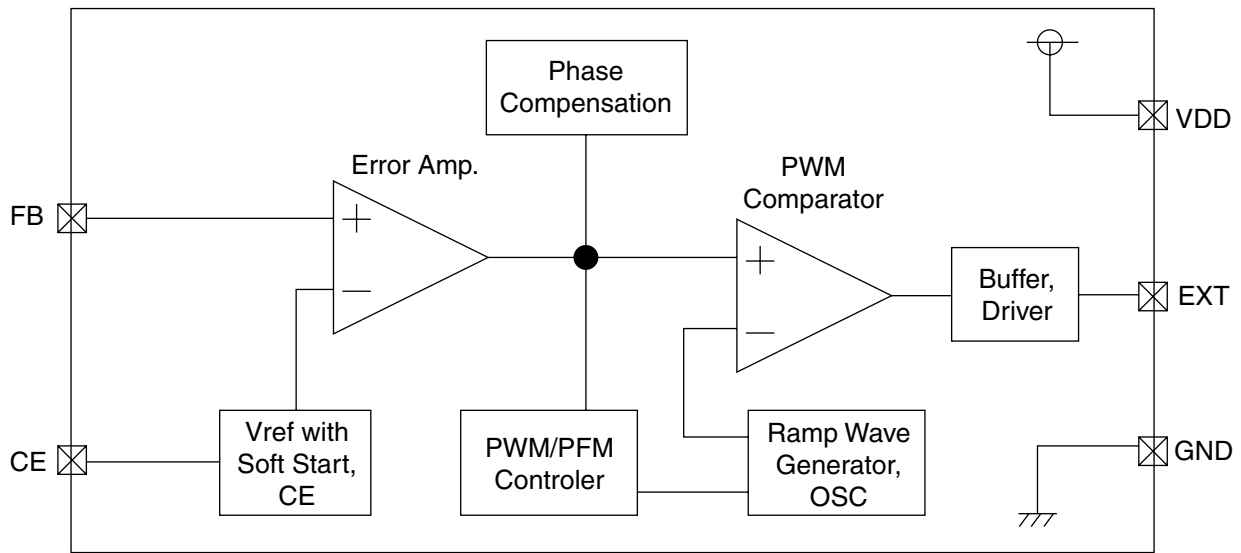 Phase
Compensation
VDD
Error Amp.
PWM
Comparator
FB
+
—
+
—
Buffer,
Driver
EXT
CE
Vref with
Soft Start,
CE
PWM/PFM
Controler
Ramp Wave
Generator,
OSC
GND